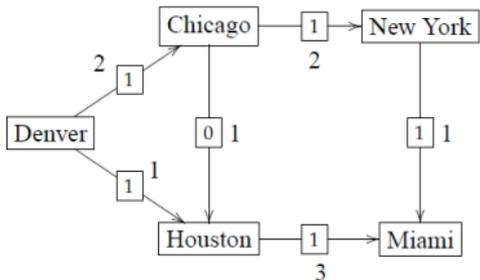 Chicago 1 New York
2 2
1
Denver 0 1 1 1
1 1
Houston 1 Miami
3